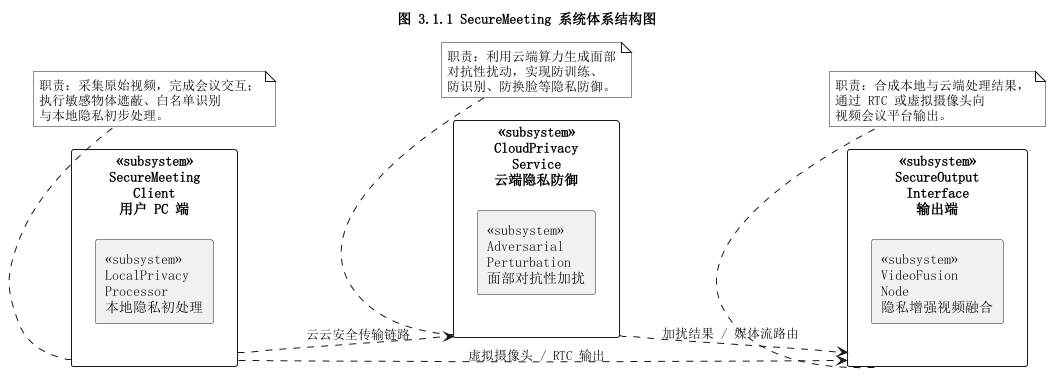 图 3.1.1 SecureMeeting 系统体系结构图
职责：利用云端算力生成面部
对抗性扰动，实现防训练、
防识别、防换脸等隐私防御。
职责：采集原始视频，完成会议交互；
执行敏感物体遮蔽、白名单识别
与本地隐私初步处理。
职责：合成本地与云端处理结果，
通过 RTC 或虚拟摄像头向
视频会议平台输出。
«subsystem»
SecureMeeting
Client
用户 PC 端
«subsystem»
LocalPrivacy
Processor
本地隐私初处理
«subsystem»
CloudPrivacy
Service
云端隐私防御
«subsystem»
Adversarial
Perturbation
面部对抗性加扰
«subsystem»
SecureOutput
Interface
输出端
«subsystem»
VideoFusion
Node
隐私增强视频融合
云云安全传输链路
加扰结果 / 媒体流路由
虚拟摄像头 / RTC 输出